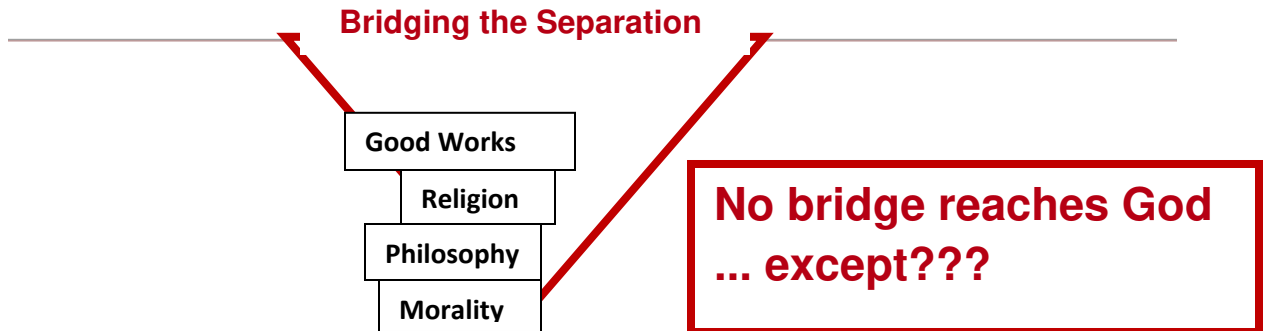 Bridging the Separation
Good Works
Religion
Philosophy
Morality
No bridge reaches God
... except???